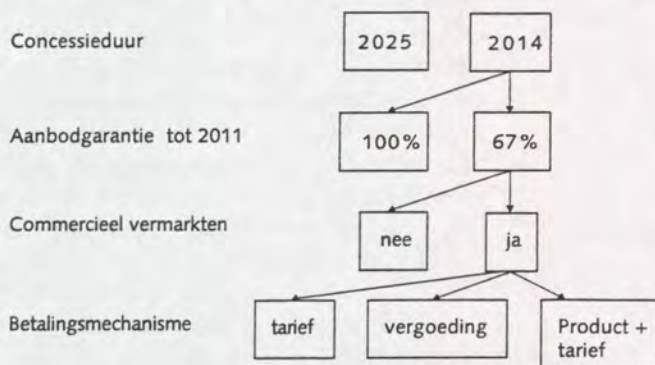 Concessieduur 2025 2014
Aanbodgarantie tot 2011 100% 67%
Commercieel vermarkten nee ja
Betalingsmechanisme tarief vergoeding Product +
tarief